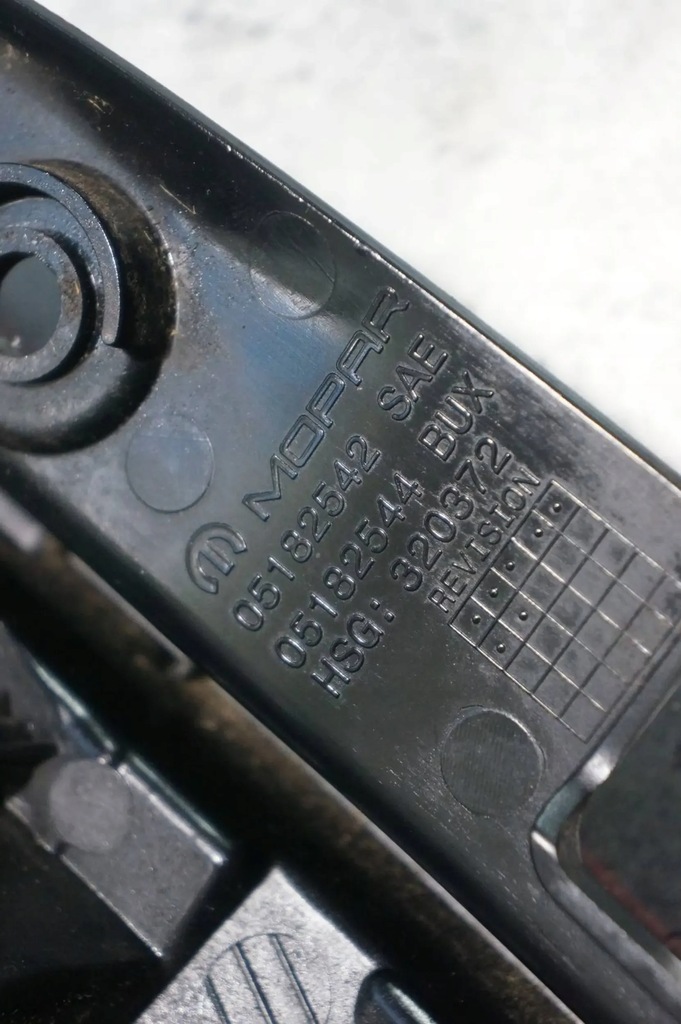 MOPAR
05182542 SAE
05182544 BUX
HSG: 320372
REVISION